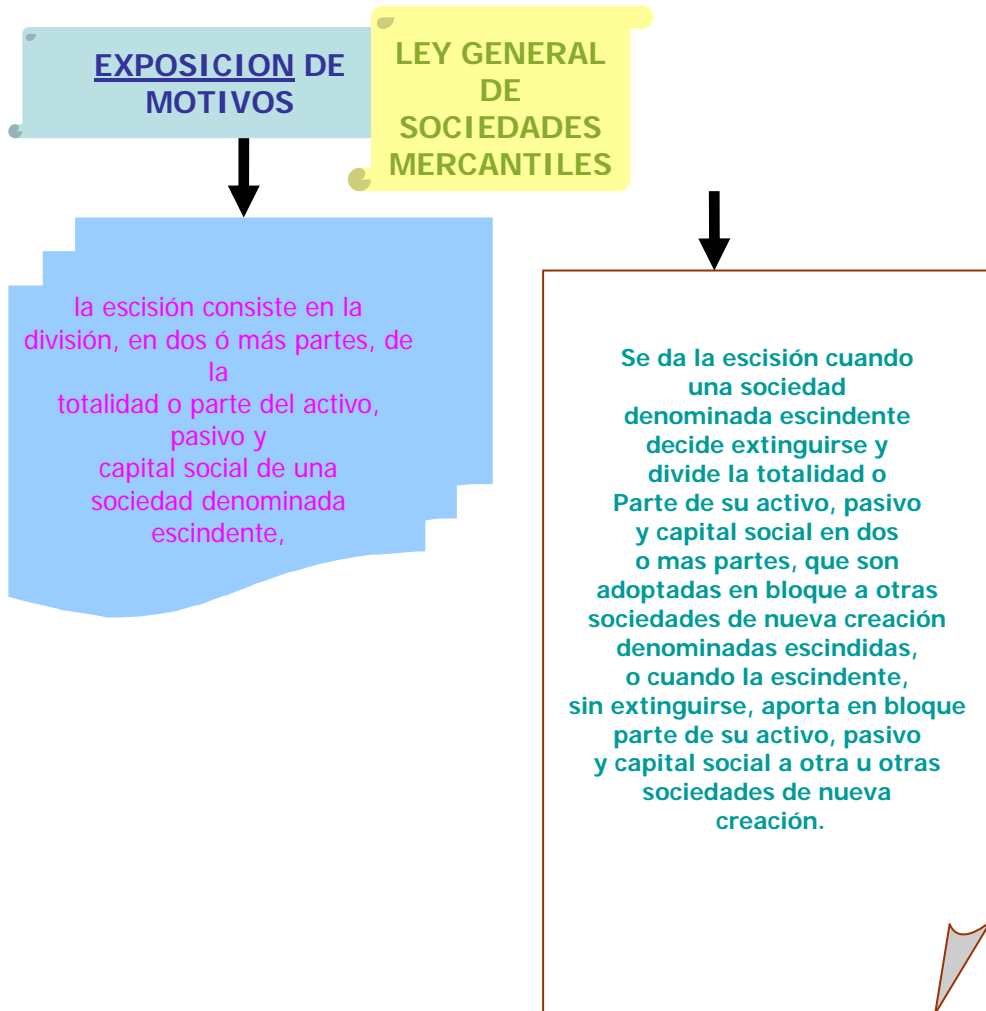 EXPOSICION DE
MOTIVOS
LEY GENERAL
DE
SOCIEDADES
MERCANTILES
la escisión consiste en la
división, en dos ó más partes, de
la
totalidad o parte del activo,
pasivo y
capital social de una
sociedad denominada
escindente,
Se da la escisión cuando
una sociedad
denominada escindente
decide extinguirse y
divide la totalidad o
Parte de su activo, pasivo
y capital social en dos
o mas partes, que son
adoptadas en bloque a otras
sociedades de nueva creación
denominadas escindidas,
o cuando la escindente,
sin extinguirse, aporta en bloque
parte de su activo, pasivo
y capital social a otra u otras
sociedades de nueva
creación.